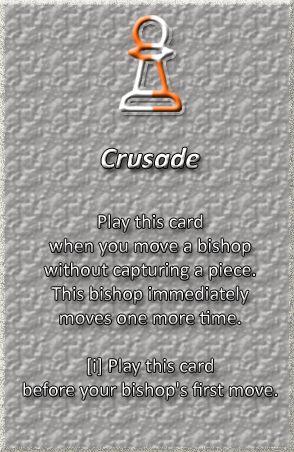 Crusade
Play this card
when you move a bishop
without capturing a piece.
This bishop immediately
moves one more time.
[i] Play this card
before your bishop's first move.